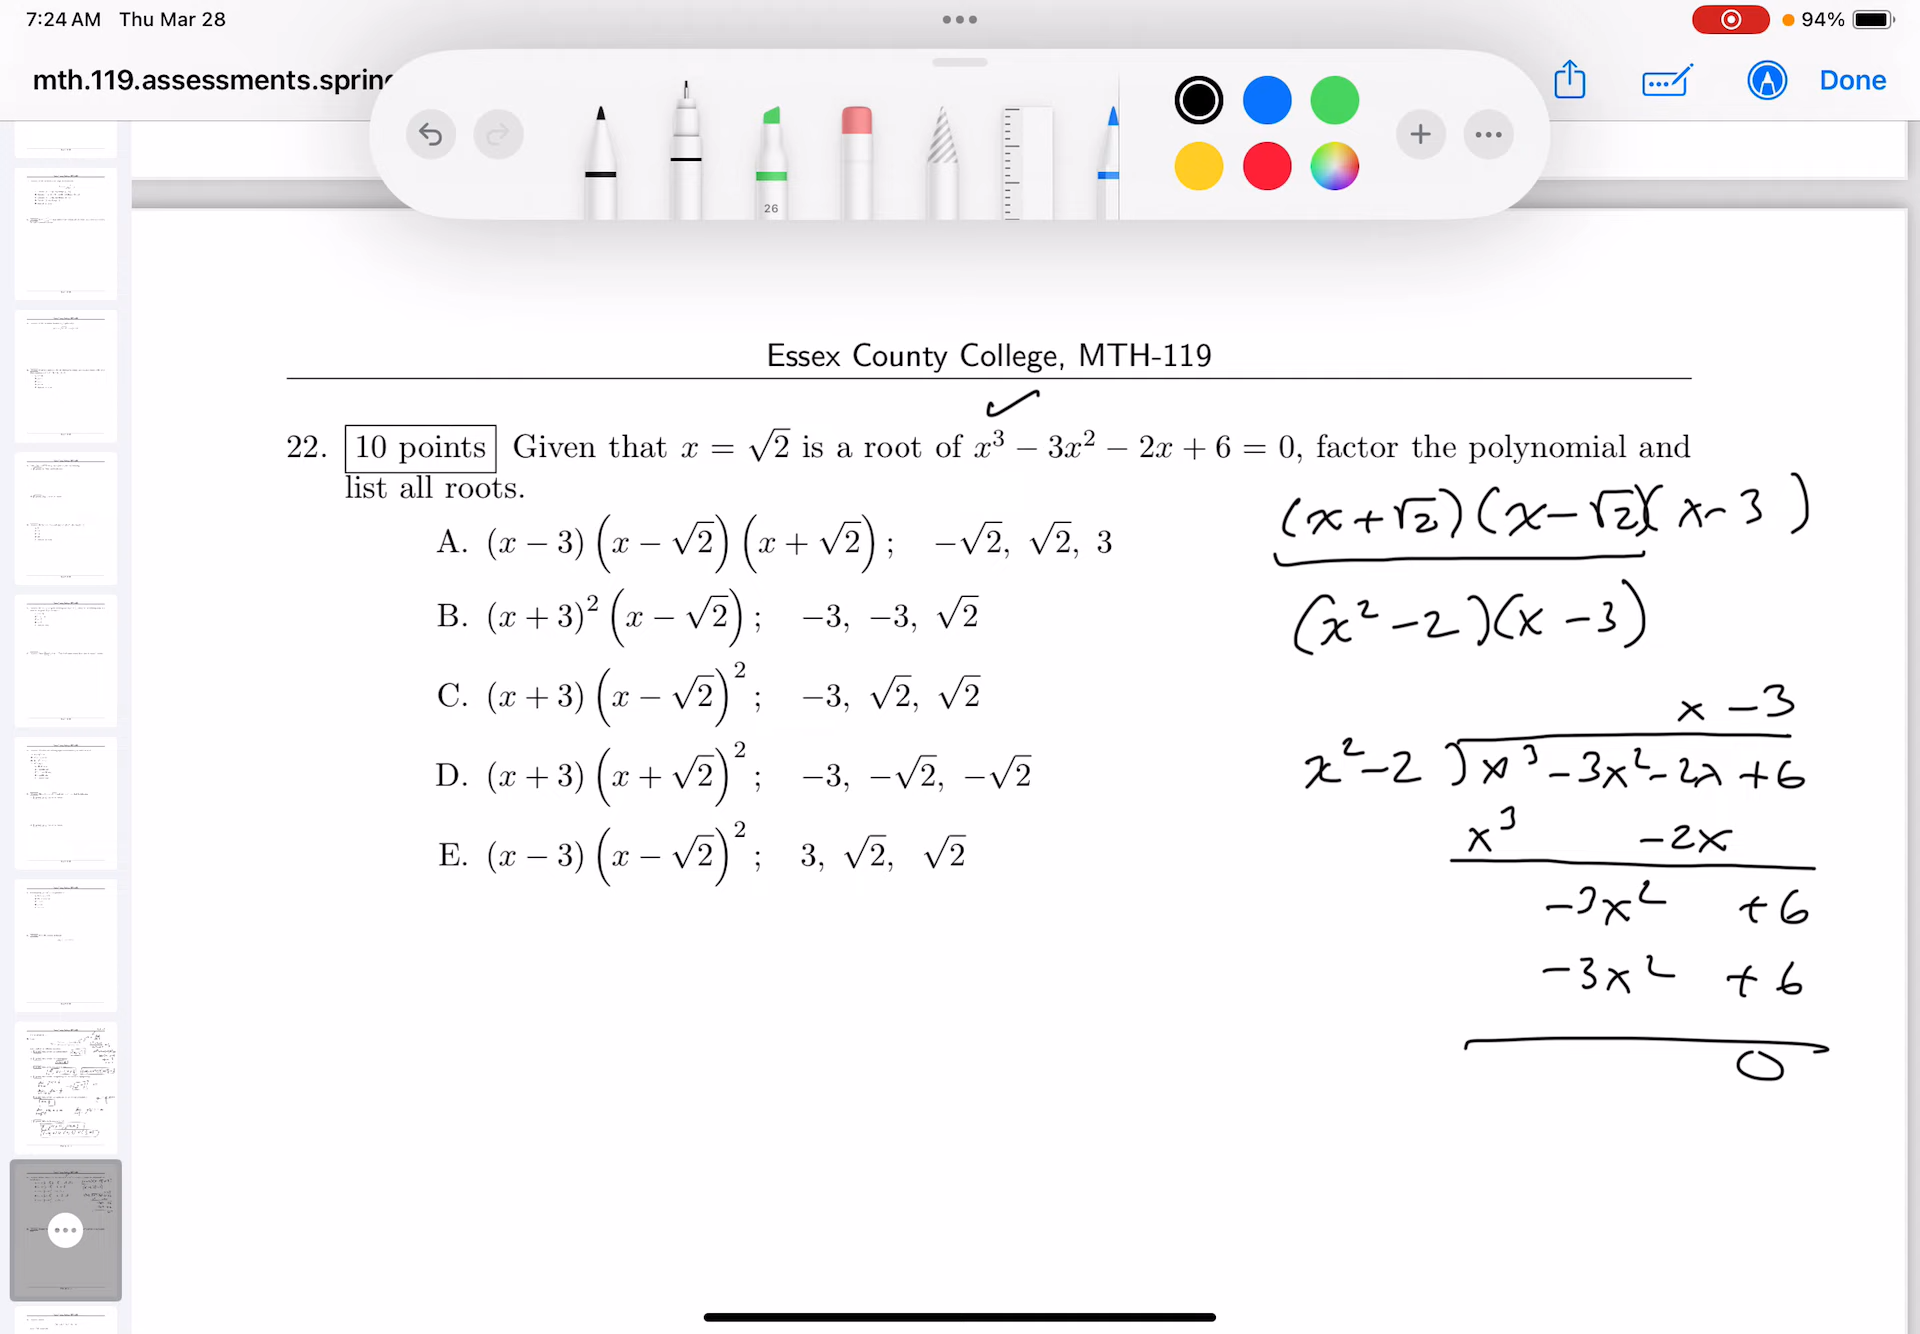 7:24 AM Thu Mar 28
94%
mth.119.assessments.spring
Done
26
Essex County College, MTH-119
22. 10 points Given that x = √2 is a root of x³ − 3x² − 2x + 6 = 0, factor the polynomial and
list all roots.
A. (x − 3) (x − √2) (x + √2); −√2, √2, 3
B. (x + 3)² (x − √2); −3, −3, √2
C. (x + 3) (x − √2)²; −3, √2, √2
D. (x + 3) (x + √2)²; −3, −√2, −√2
E. (x − 3) (x − √2)²; 3, √2, √2
(x + √2)(x − √2)(x − 3)
(x² − 2)(x − 3)
x − 3
x² − 2 ) x³ − 3x² − 2x + 6
x³ − 2x
−3x² + 6
−3x² + 6
0